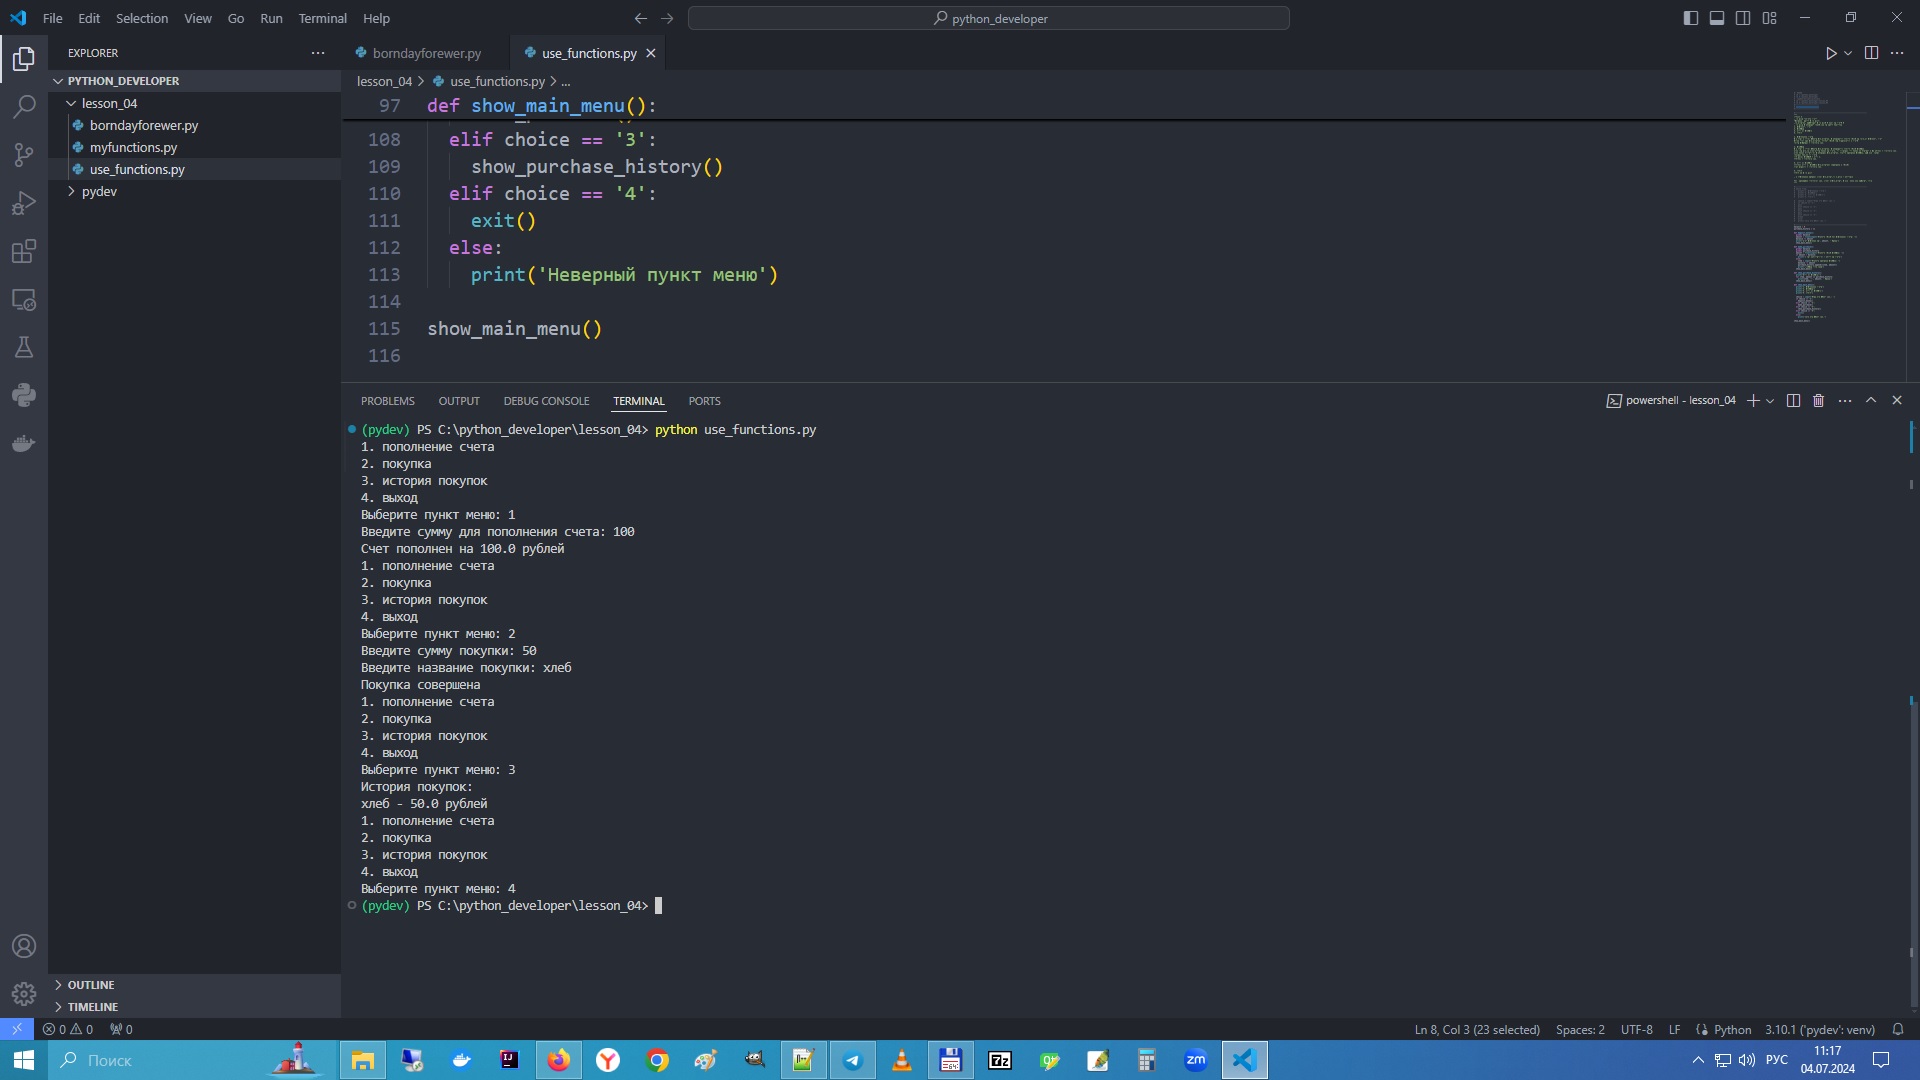 File Edit Selection View Go Run Terminal Help
python_developer
EXPLORER
PYTHON_DEVELOPER
lesson_04
borndayforewer.py
myfunctions.py
use_functions.py
pydev
OUTLINE
TIMELINE
borndayforewer.py
use_functions.py
lesson_04 > use_functions.py > ...
97 def show_main_menu():
108 elif choice == '3':
109 show_purchase_history()
110 elif choice == '4':
111 exit()
112 else:
113 print('Неверный пункт меню')
114
115 show_main_menu()
116
PROBLEMS OUTPUT DEBUG CONSOLE TERMINAL PORTS
powershell - lesson_04
(pydev) PS C:\python_developer\lesson_04> python use_functions.py
1. пополнение счета
2. покупка
3. история покупок
4. выход
Выберите пункт меню: 1
Введите сумму для пополнения счета: 100
Счет пополнен на 100.0 рублей
1. пополнение счета
2. покупка
3. история покупок
4. выход
Выберите пункт меню: 2
Введите сумму покупки: 50
Введите название покупки: хлеб
Покупка совершена
1. пополнение счета
2. покупка
3. история покупок
4. выход
Выберите пункт меню: 3
История покупок:
хлеб - 50.0 рублей
1. пополнение счета
2. покупка
3. история покупок
4. выход
Выберите пункт меню: 4
(pydev) PS C:\python_developer\lesson_04>
0 0 0
Ln 8, Col 3 (23 selected) Spaces: 2 UTF-8 LF Python 3.10.1 ('pydev': venv)
Поиск
РУС
11:17
04.07.2024